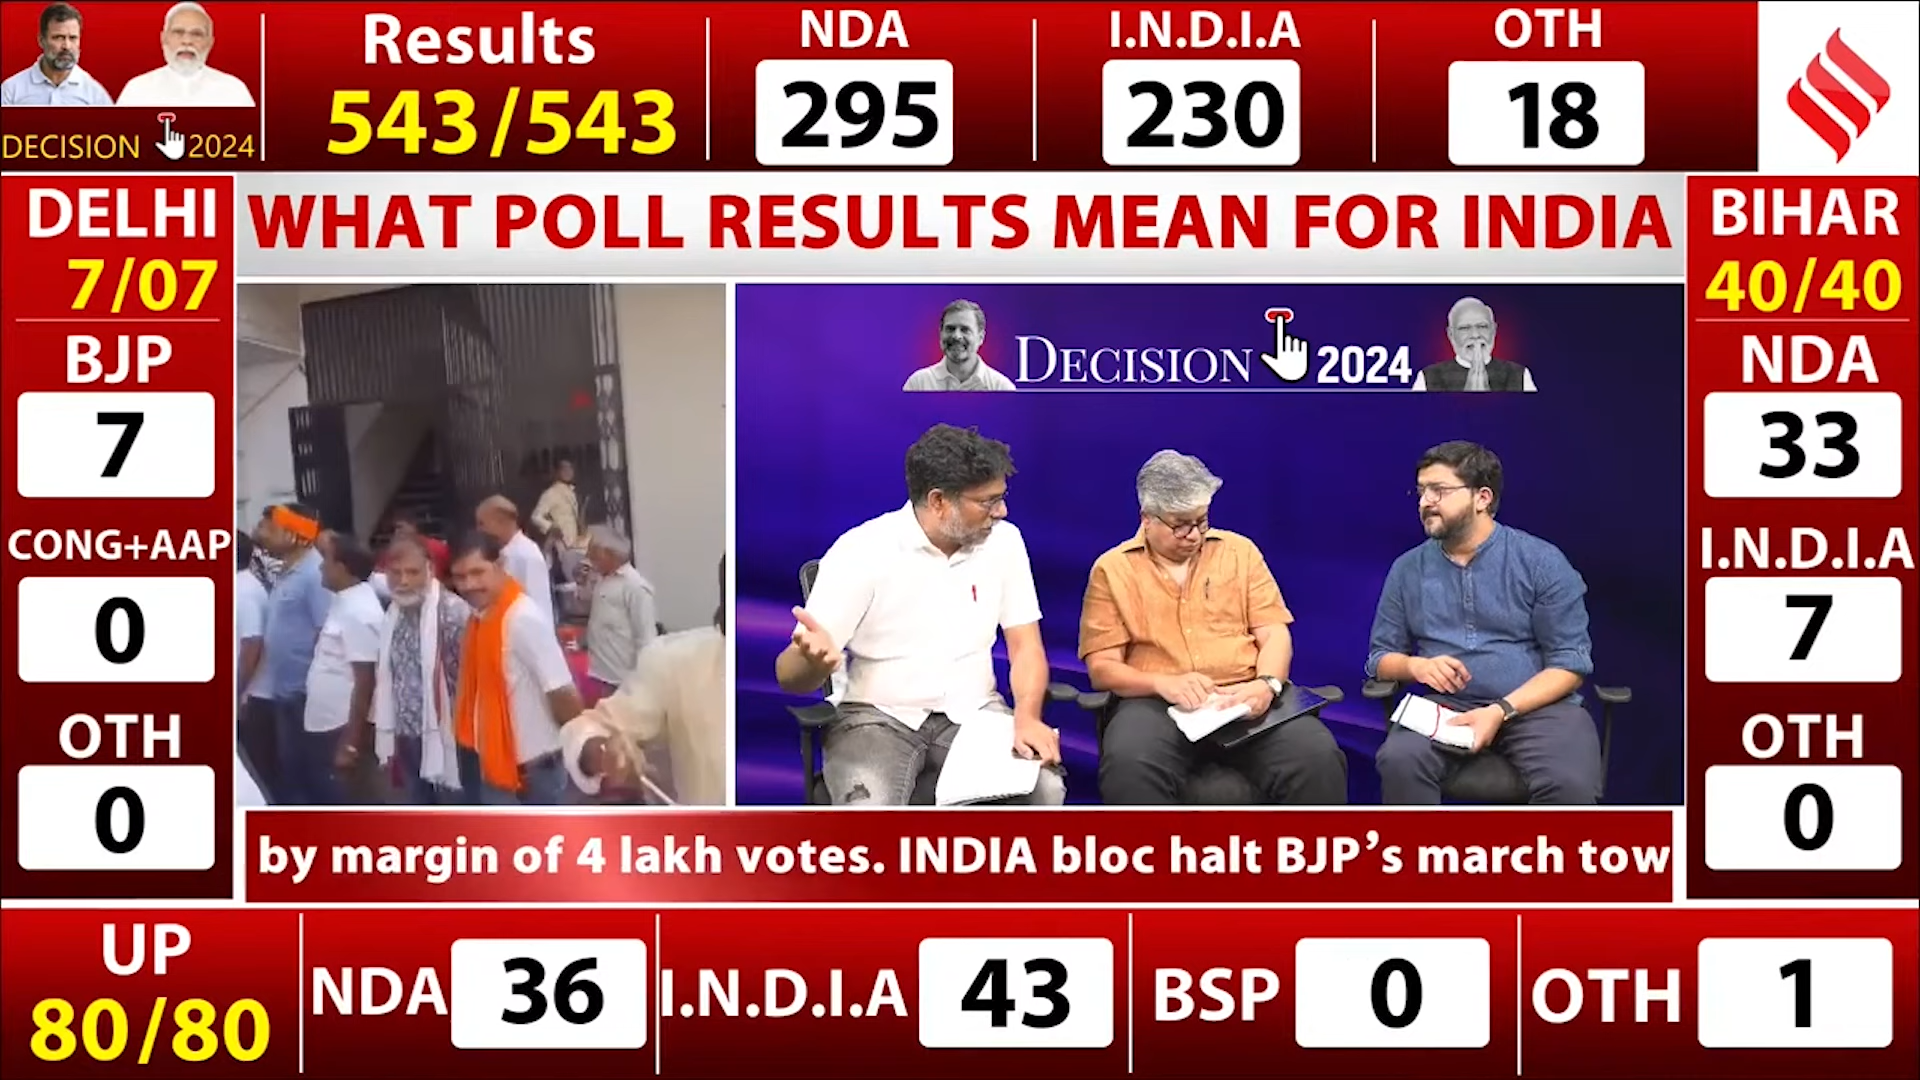 Results
543/543
NDA
295
I.N.D.I.A
230
OTH
18
DECISION 2024
DELHI
7/07
BJP
7
CONG+AAP
0
OTH
0
WHAT POLL RESULTS MEAN FOR INDIA
DECISION 2024
BIHAR
40/40
NDA
33
I.N.D.I.A
7
OTH
0
by margin of 4 lakh votes. INDIA bloc halt BJP’s march tow
UP
80/80
NDA 36
I.N.D.I.A 43
BSP 0
OTH 1